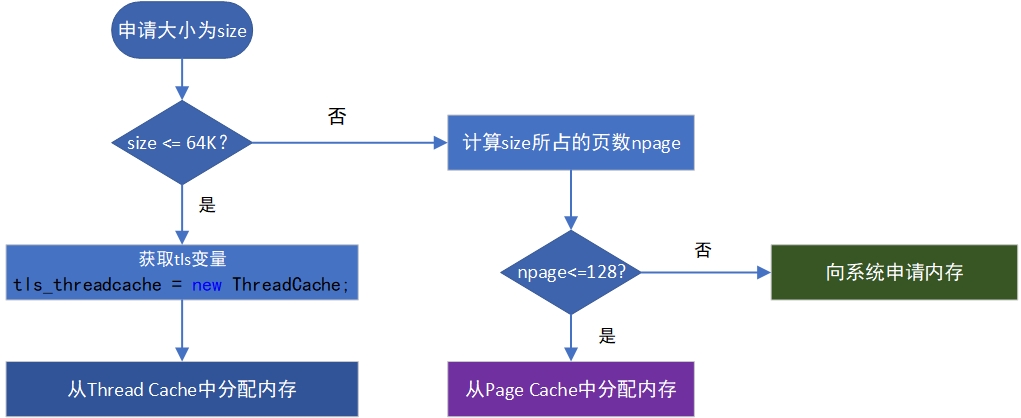 申请大小为size
否
size <= 64K?
计算size所占的页数npage
是
获取tls变量
tls_threadcache = new ThreadCache;
否
npage<=128?
向系统申请内存
是
从Thread Cache中分配内存
从Page Cache中分配内存